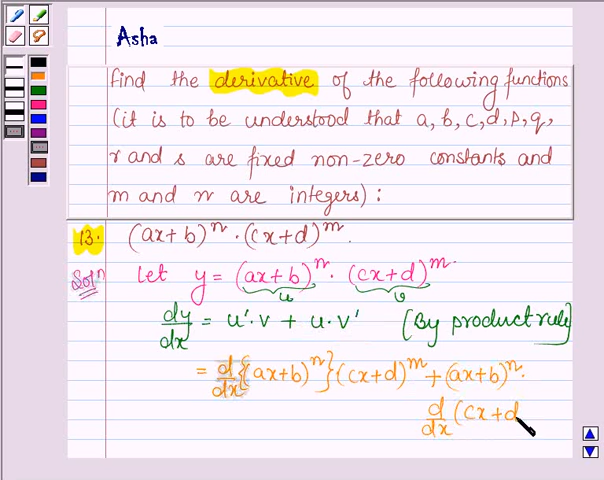 Asha
find the derivative of the following functions
(it is to be understood that a, b, c, d, p, q,
r and s are fixed non-zero constants and
m and n are integers) :
13. (ax+b)ⁿ · (cx+d)ᵐ.
Solⁿ Let y = (ax+b)ⁿ · (cx+d)ᵐ.
u v
dy/dx = u'·v + u·v' [By product rule]
= d/dx{(ax+b)ⁿ}(cx+d)ᵐ + (ax+b)ⁿ.
d/dx (cx+d